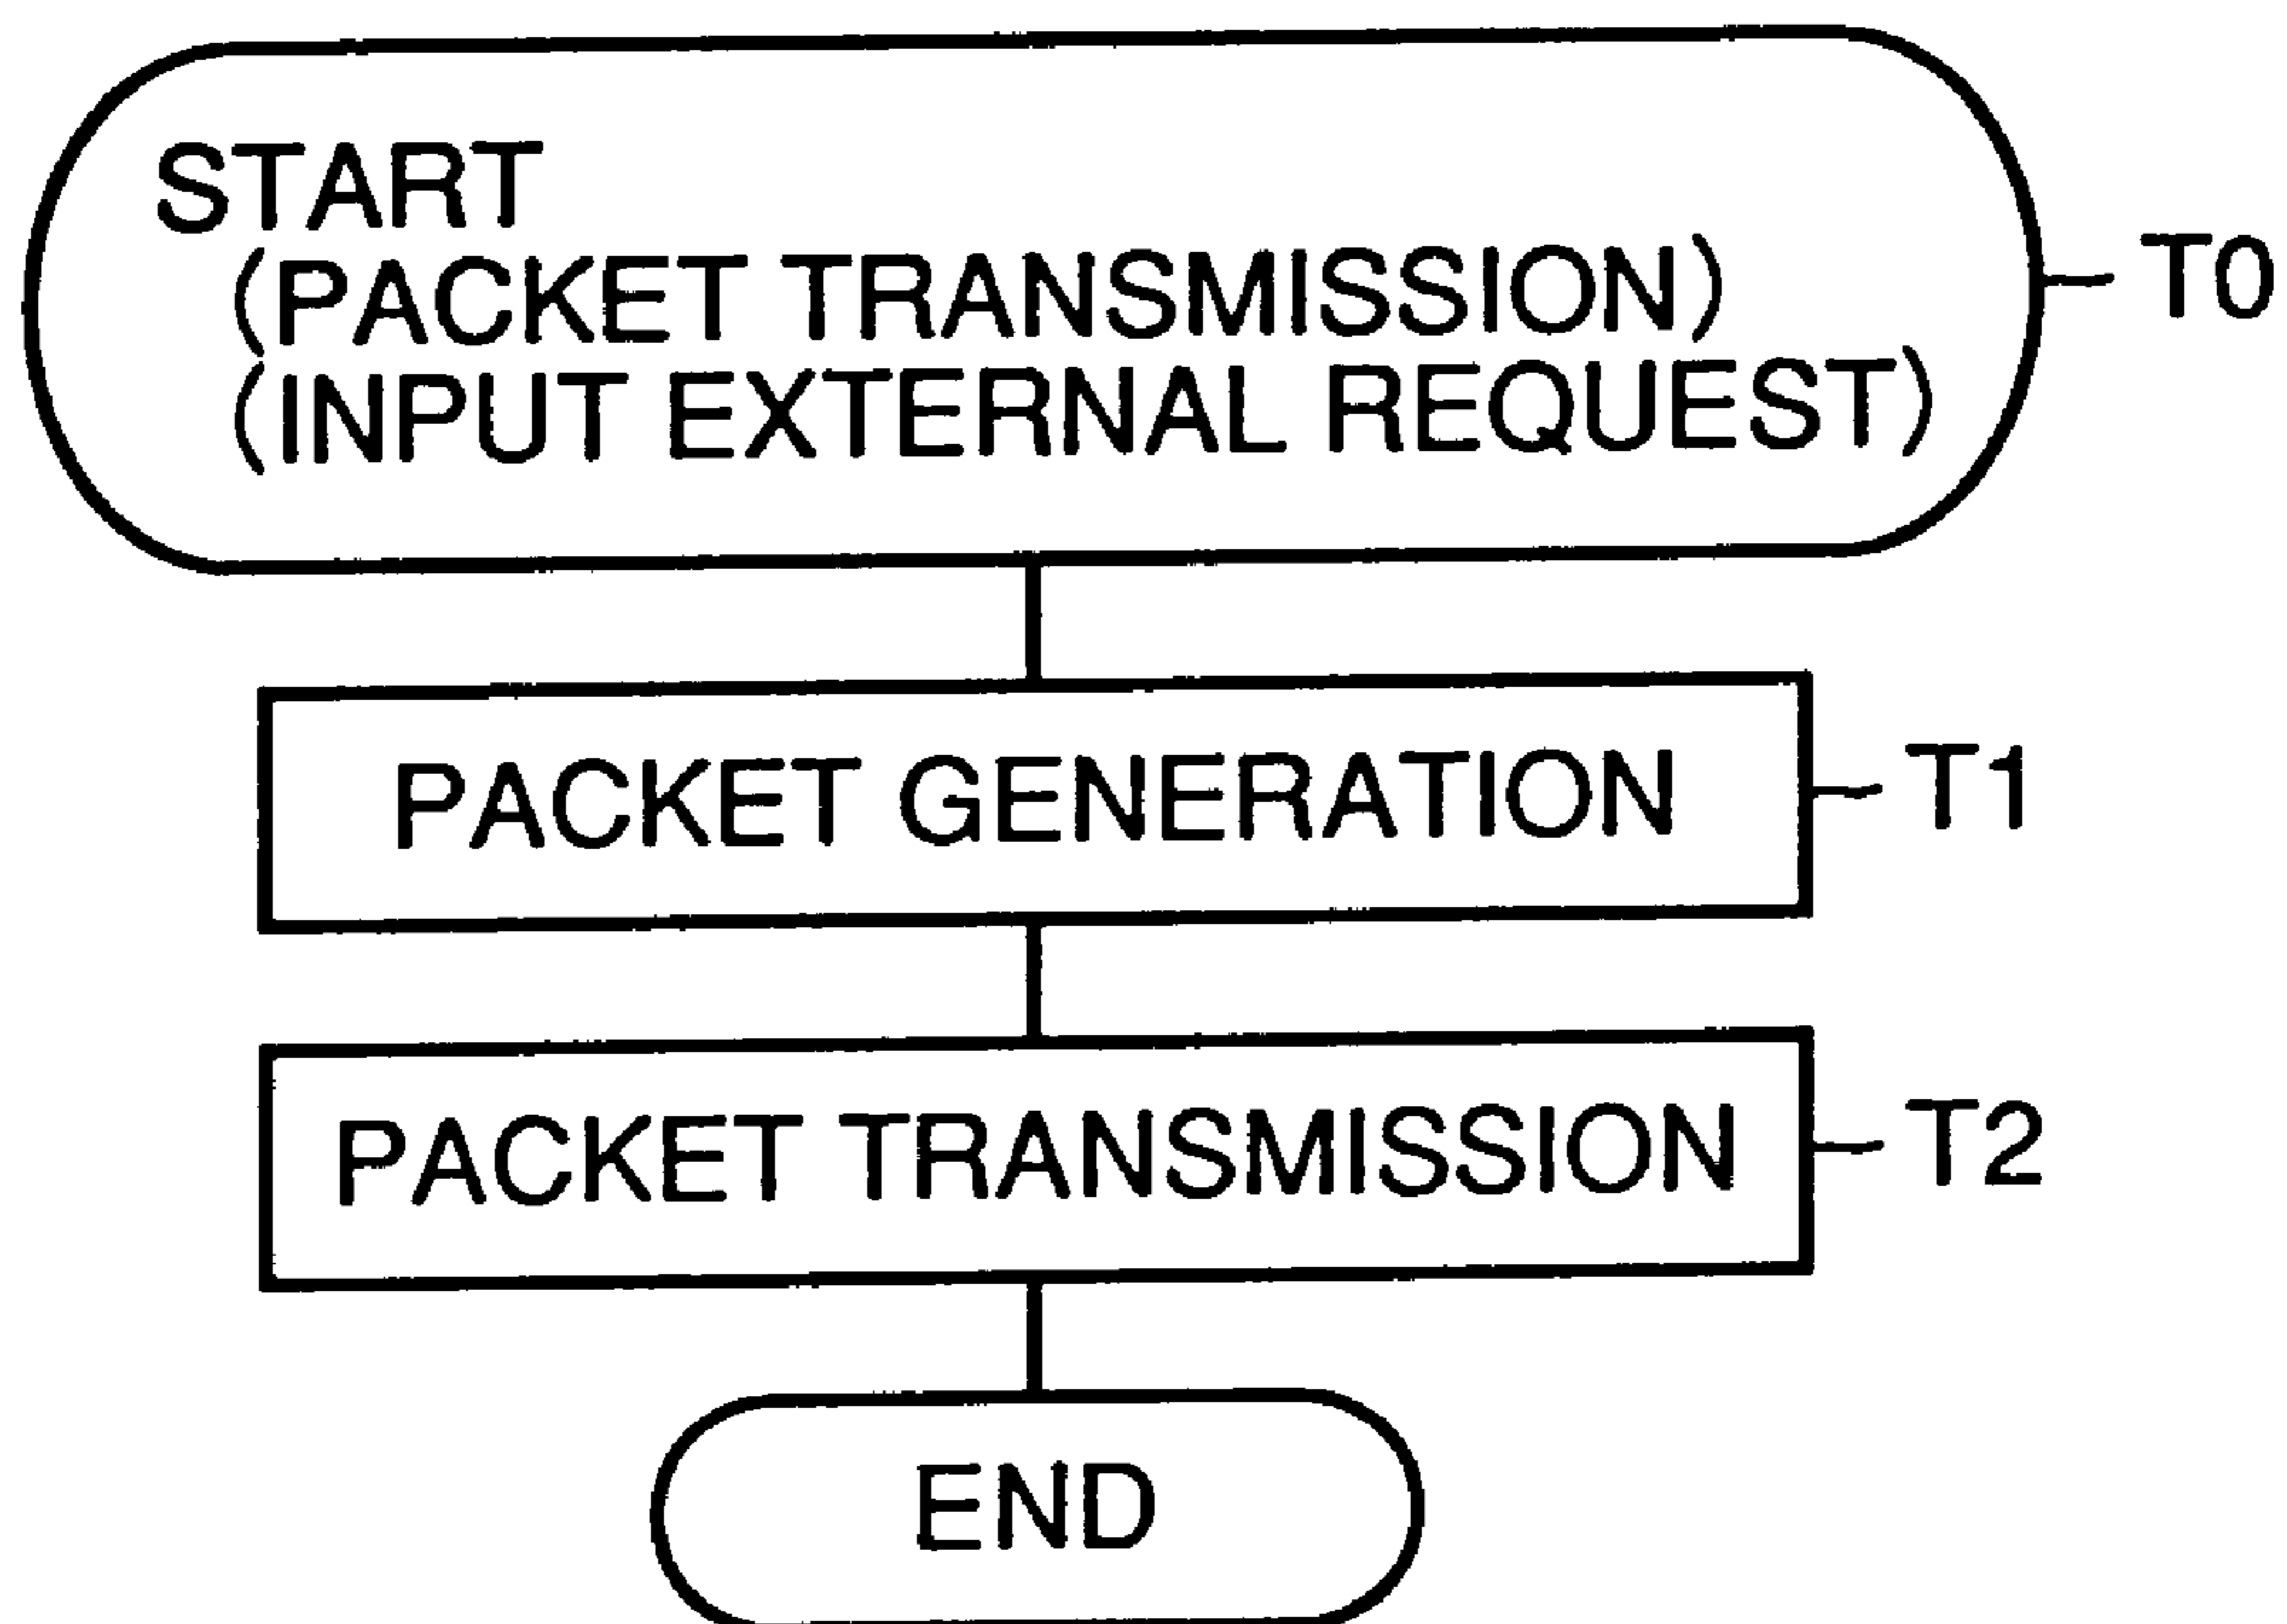 START
(PACKET TRANSMISSION)
(INPUT EXTERNAL REQUEST)
T0
PACKET GENERATION
T1
PACKET TRANSMISSION
T2
END